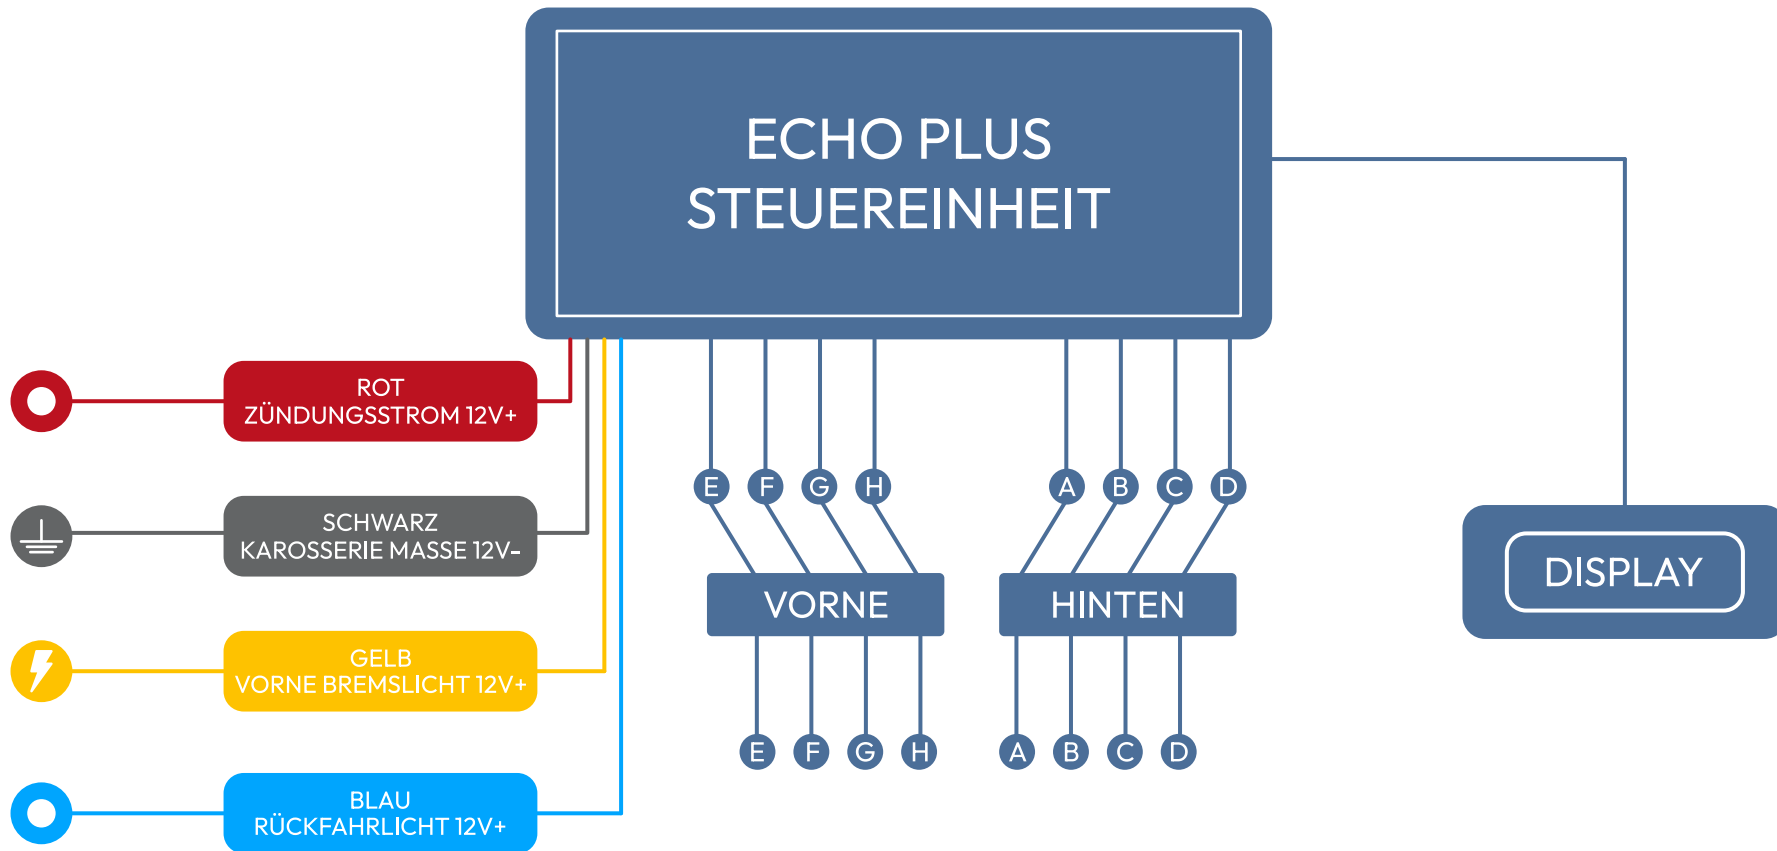 ECHO PLUS
STEUEREINHEIT
ROT
ZÜNDUNGSSTROM 12V+
SCHWARZ
KAROSSERIE MASSE 12V-
GELB
VORNE BREMSLICHT 12V+
BLAU
RÜCKFAHRLICHT 12V+
E F G H
A B C D
VORNE
HINTEN
E F G H
A B C D
DISPLAY